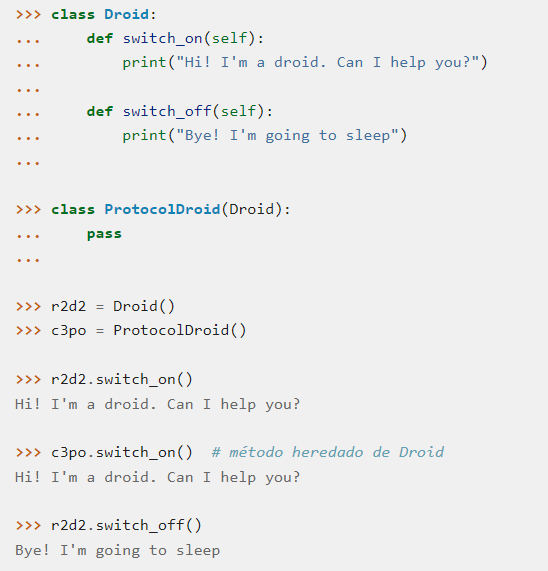 >>> class Droid:
...     def switch_on(self):
...         print("Hi! I'm a droid. Can I help you?")
...
...     def switch_off(self):
...         print("Bye! I'm going to sleep")
...
>>> class ProtocolDroid(Droid):
...     pass
...
>>> r2d2 = Droid()
>>> c3po = ProtocolDroid()
>>> r2d2.switch_on()
Hi! I'm a droid. Can I help you?
>>> c3po.switch_on()  # método heredado de Droid
Hi! I'm a droid. Can I help you?
>>> r2d2.switch_off()
Bye! I'm going to sleep